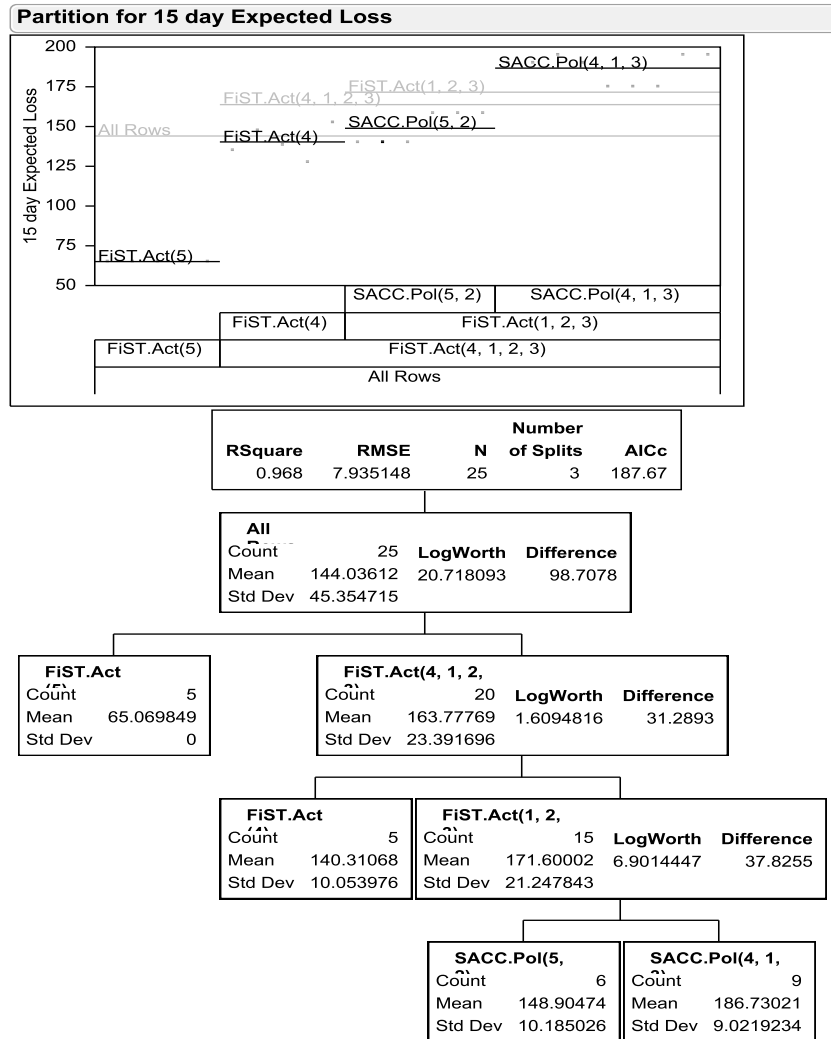 Partition for 15 day Expected Loss
200
175
150
125
100
75
50
15 day Expected Loss
All Rows
FiST.Act(5)
FiST.Act(4, 1, 2, 3)
FiST.Act(4)
FiST.Act(1, 2, 3)
SACC.Pol(5, 2)
SACC.Pol(4, 1, 3)
SACC.Pol(5, 2) SACC.Pol(4, 1, 3)
FiST.Act(4) FiST.Act(1, 2, 3)
FiST.Act(5) FiST.Act(4, 1, 2, 3)
All Rows
Number
RSquare RMSE N of Splits AICc
0.968 7.935148 25 3 187.67
All
Count 25 LogWorth Difference
Mean 144.03612 20.718093 98.7078
Std Dev 45.354715
FiST.Act
Count 5
Mean 65.069849
Std Dev 0
FiST.Act(4, 1, 2,
Count 20 LogWorth Difference
Mean 163.77769 1.6094816 31.2893
Std Dev 23.391696
FiST.Act
Count 5
Mean 140.31068
Std Dev 10.053976
FiST.Act(1, 2,
Count 15 LogWorth Difference
Mean 171.60002 6.9014447 37.8255
Std Dev 21.247843
SACC.Pol(5,
Count 6
Mean 148.90474
Std Dev 10.185026
SACC.Pol(4, 1,
Count 9
Mean 186.73021
Std Dev 9.0219234